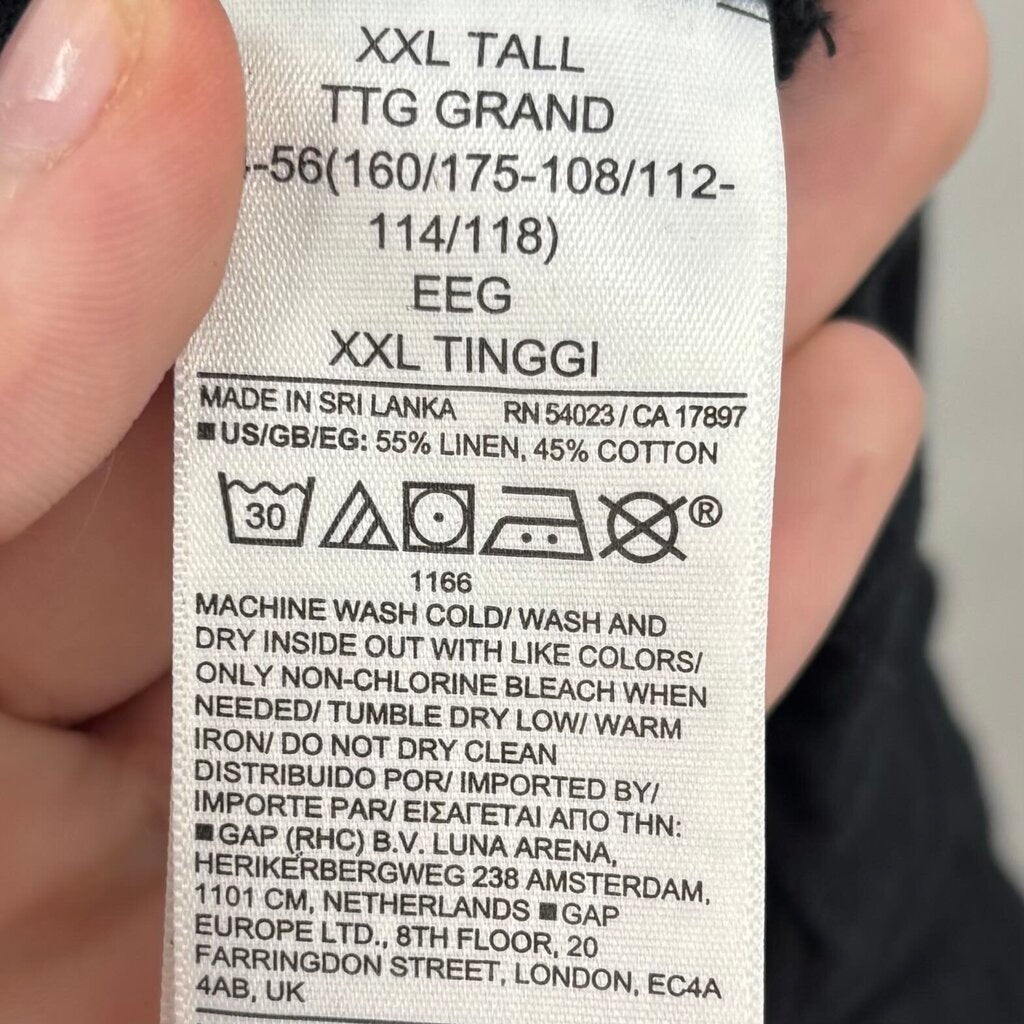 XXL TALL
TTG GRAND
-56(160/175-108/112-
114/118)
EEG
XXL TINGGI
MADE IN SRI LANKA RN 54023 / CA 17897
■US/GB/EG: 55% LINEN, 45% COTTON
30 ®
1166
MACHINE WASH COLD/ WASH AND
DRY INSIDE OUT WITH LIKE COLORS/
ONLY NON-CHLORINE BLEACH WHEN
NEEDED/ TUMBLE DRY LOW/ WARM
IRON/ DO NOT DRY CLEAN
DISTRIBUIDO POR/ IMPORTED BY/
IMPORTE PAR/ ΕΙΣΑΓΕΤΑΙ ΑΠΟ ΤΗΝ:
■GAP (RHC) B.V. LUNA ARENA,
HERIKERBERGWEG 238 AMSTERDAM,
1101 CM, NETHERLANDS ■GAP
EUROPE LTD., 8TH FLOOR, 20
FARRINGDON STREET, LONDON, EC4A
4AB, UK